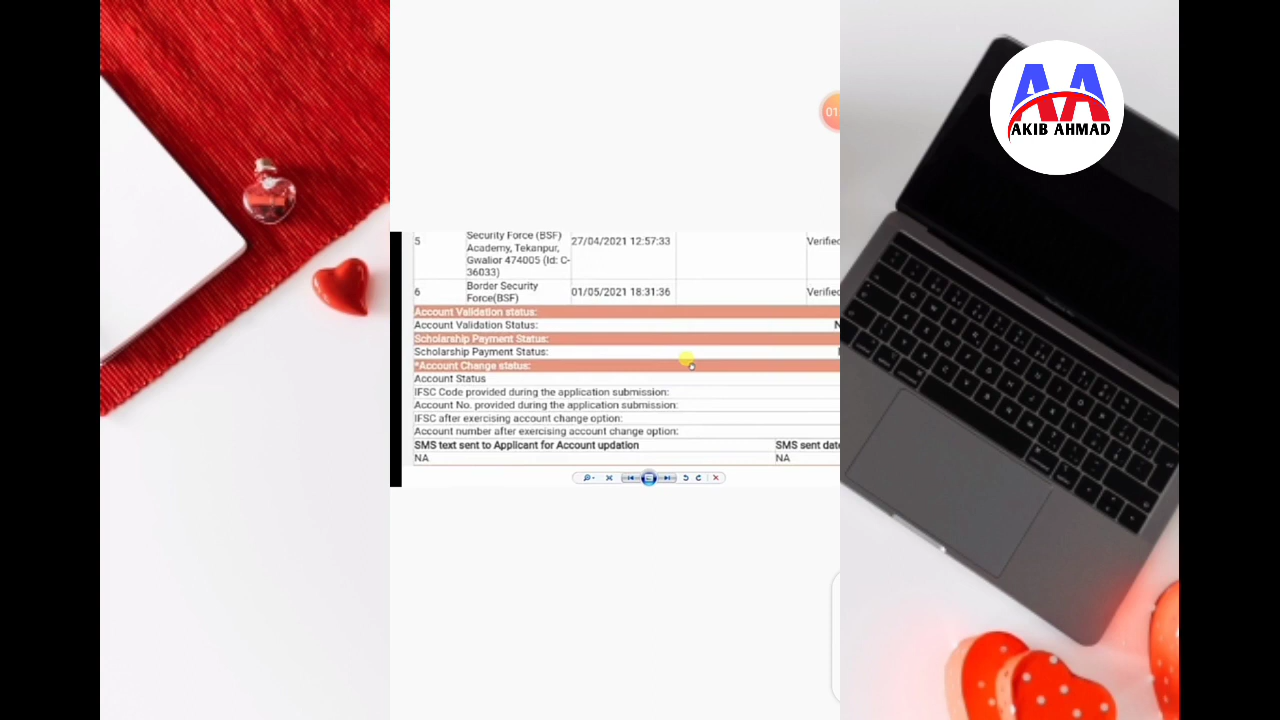 AKIB AHMAD
01
5 Security Force (BSF) 27/04/2021 12:57:33 Verified
Academy, Tekanpur,
Gwalior 474005 (Id: C-
36033)
6 Border Security 01/05/2021 18:31:36 Verified
Force(BSF)
Account Validation status:
Account Validation Status: N
Scholarship Payment Status:
Scholarship Payment Status:
*Account Change status:
Account Status
IFSC Code provided during the application submission:
Account No. provided during the application submission:
IFSC after exercising account change option:
Account number after exercising account change option:
SMS text sent to Applicant for Account updation SMS sent date
NA NA